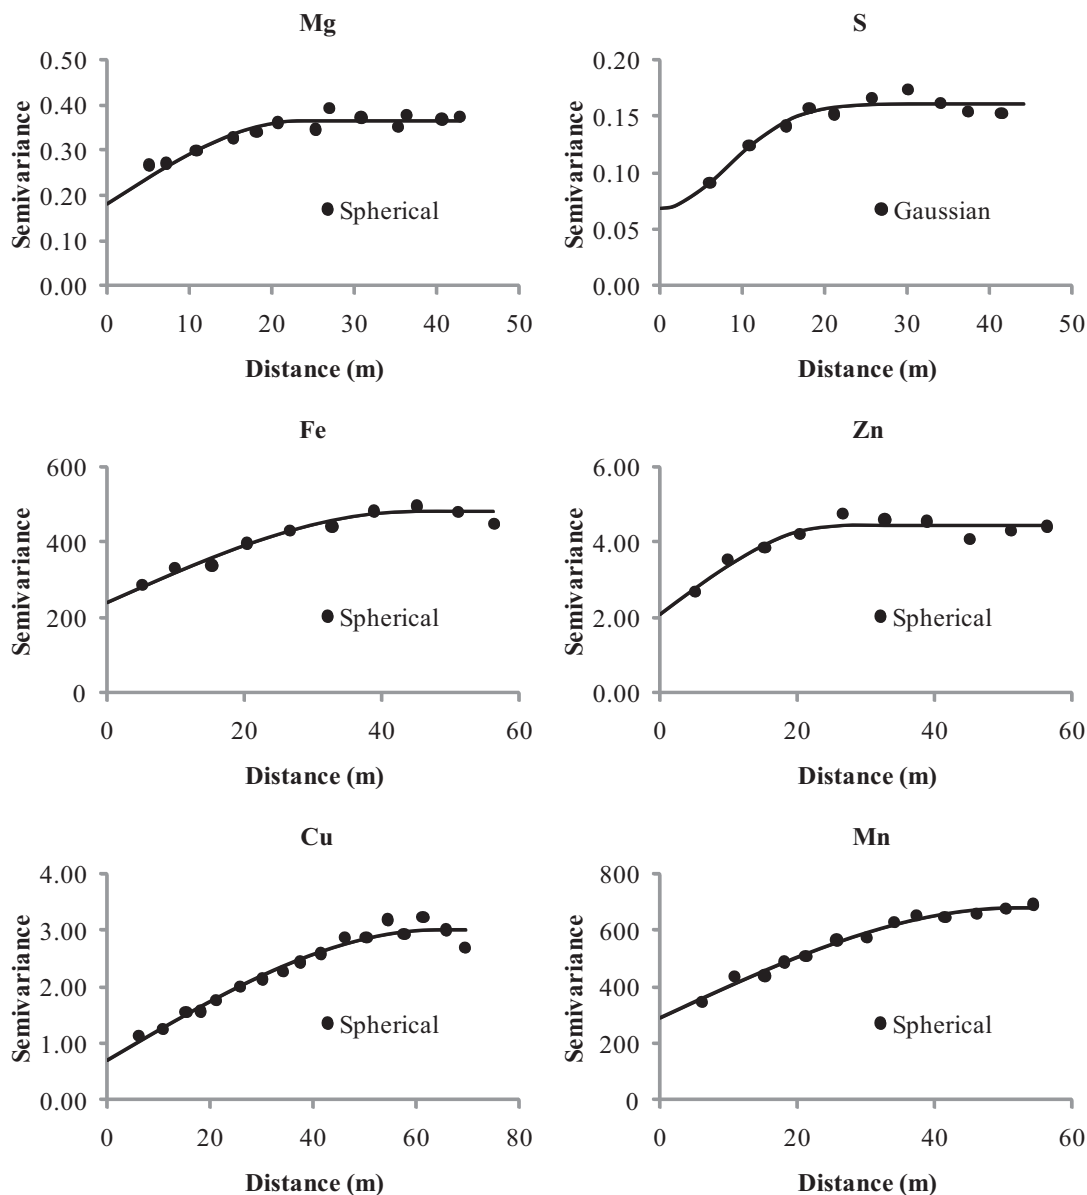 Mg
0.50
0.40
0.30
0.20
0.10
0.00
Semivariance
Spherical
0 10 20 30 40 50
Distance (m)
S
0.20
0.15
0.10
0.05
0.00
Semivariance
Gaussian
0 10 20 30 40 50
Distance (m)
Fe
600
400
200
0
Semivariance
Spherical
0 20 40 60
Distance (m)
Zn
6.00
4.00
2.00
0.00
Semivariance
Spherical
0 20 40 60
Distance (m)
Cu
4.00
3.00
2.00
1.00
0.00
Semivariance
Spherical
0 20 40 60 80
Distance (m)
Mn
800
600
400
200
0
Semivariance
Spherical
0 20 40 60
Distance (m)